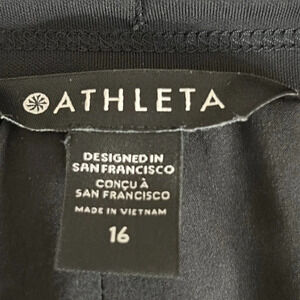 ATHLETA
DESIGNED IN
SAN FRANCISCO
CONÇU À
SAN FRANCISCO
MADE IN VIETNAM
16